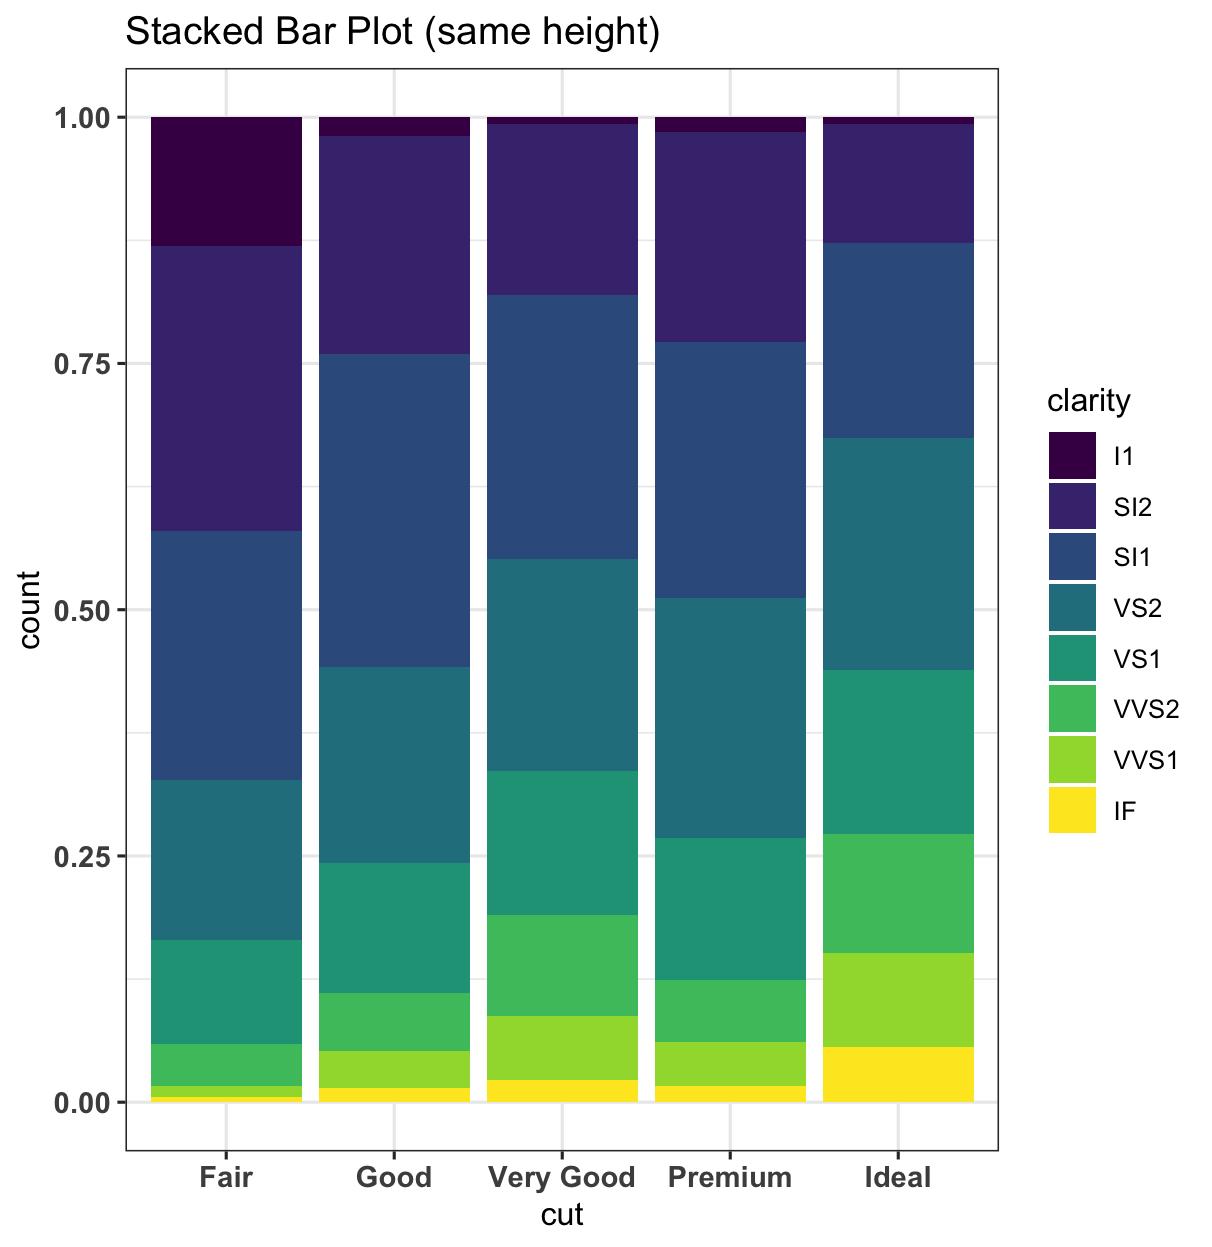 Stacked Bar Plot (same height)
count
1.00
0.75
0.50
0.25
0.00
Fair Good Very Good Premium Ideal
cut
clarity
I1
SI2
SI1
VS2
VS1
VVS2
VVS1
IF